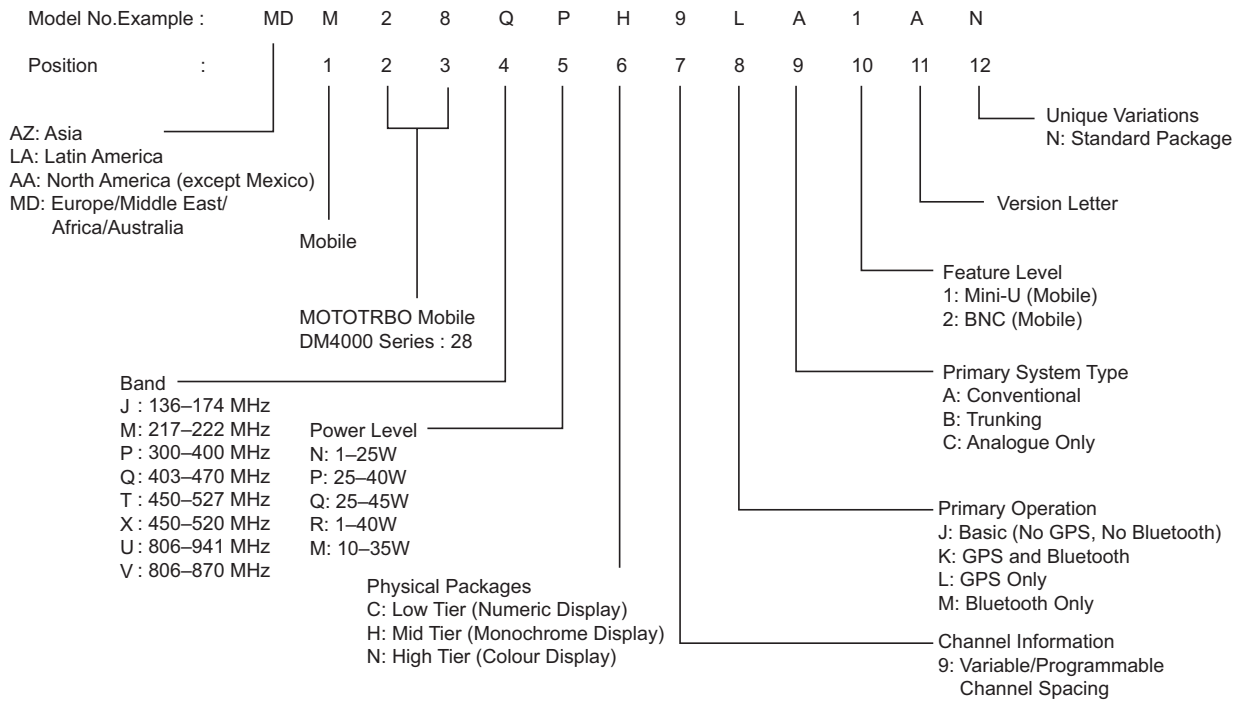 Model No.Example : MD M 2 8 Q P H 9 L A 1 A N
Position : 1 2 3 4 5 6 7 8 9 10 11 12
AZ: Asia
LA: Latin America
AA: North America (except Mexico)
MD: Europe/Middle East/
Africa/Australia
Mobile
MOTOTRBO Mobile
DM4000 Series : 28
Band
J : 136–174 MHz
M: 217–222 MHz
P : 300–400 MHz
Q : 403–470 MHz
T : 450–527 MHz
X : 450–520 MHz
U : 806–941 MHz
V : 806–870 MHz
Power Level
N: 1–25W
P: 25–40W
Q: 25–45W
R: 1–40W
M: 10–35W
Physical Packages
C: Low Tier (Numeric Display)
H: Mid Tier (Monochrome Display)
N: High Tier (Colour Display)
Unique Variations
N: Standard Package
Version Letter
Feature Level
1: Mini-U (Mobile)
2: BNC (Mobile)
Primary System Type
A: Conventional
B: Trunking
C: Analogue Only
Primary Operation
J: Basic (No GPS, No Bluetooth)
K: GPS and Bluetooth
L: GPS Only
M: Bluetooth Only
Channel Information
9: Variable/Programmable
Channel Spacing